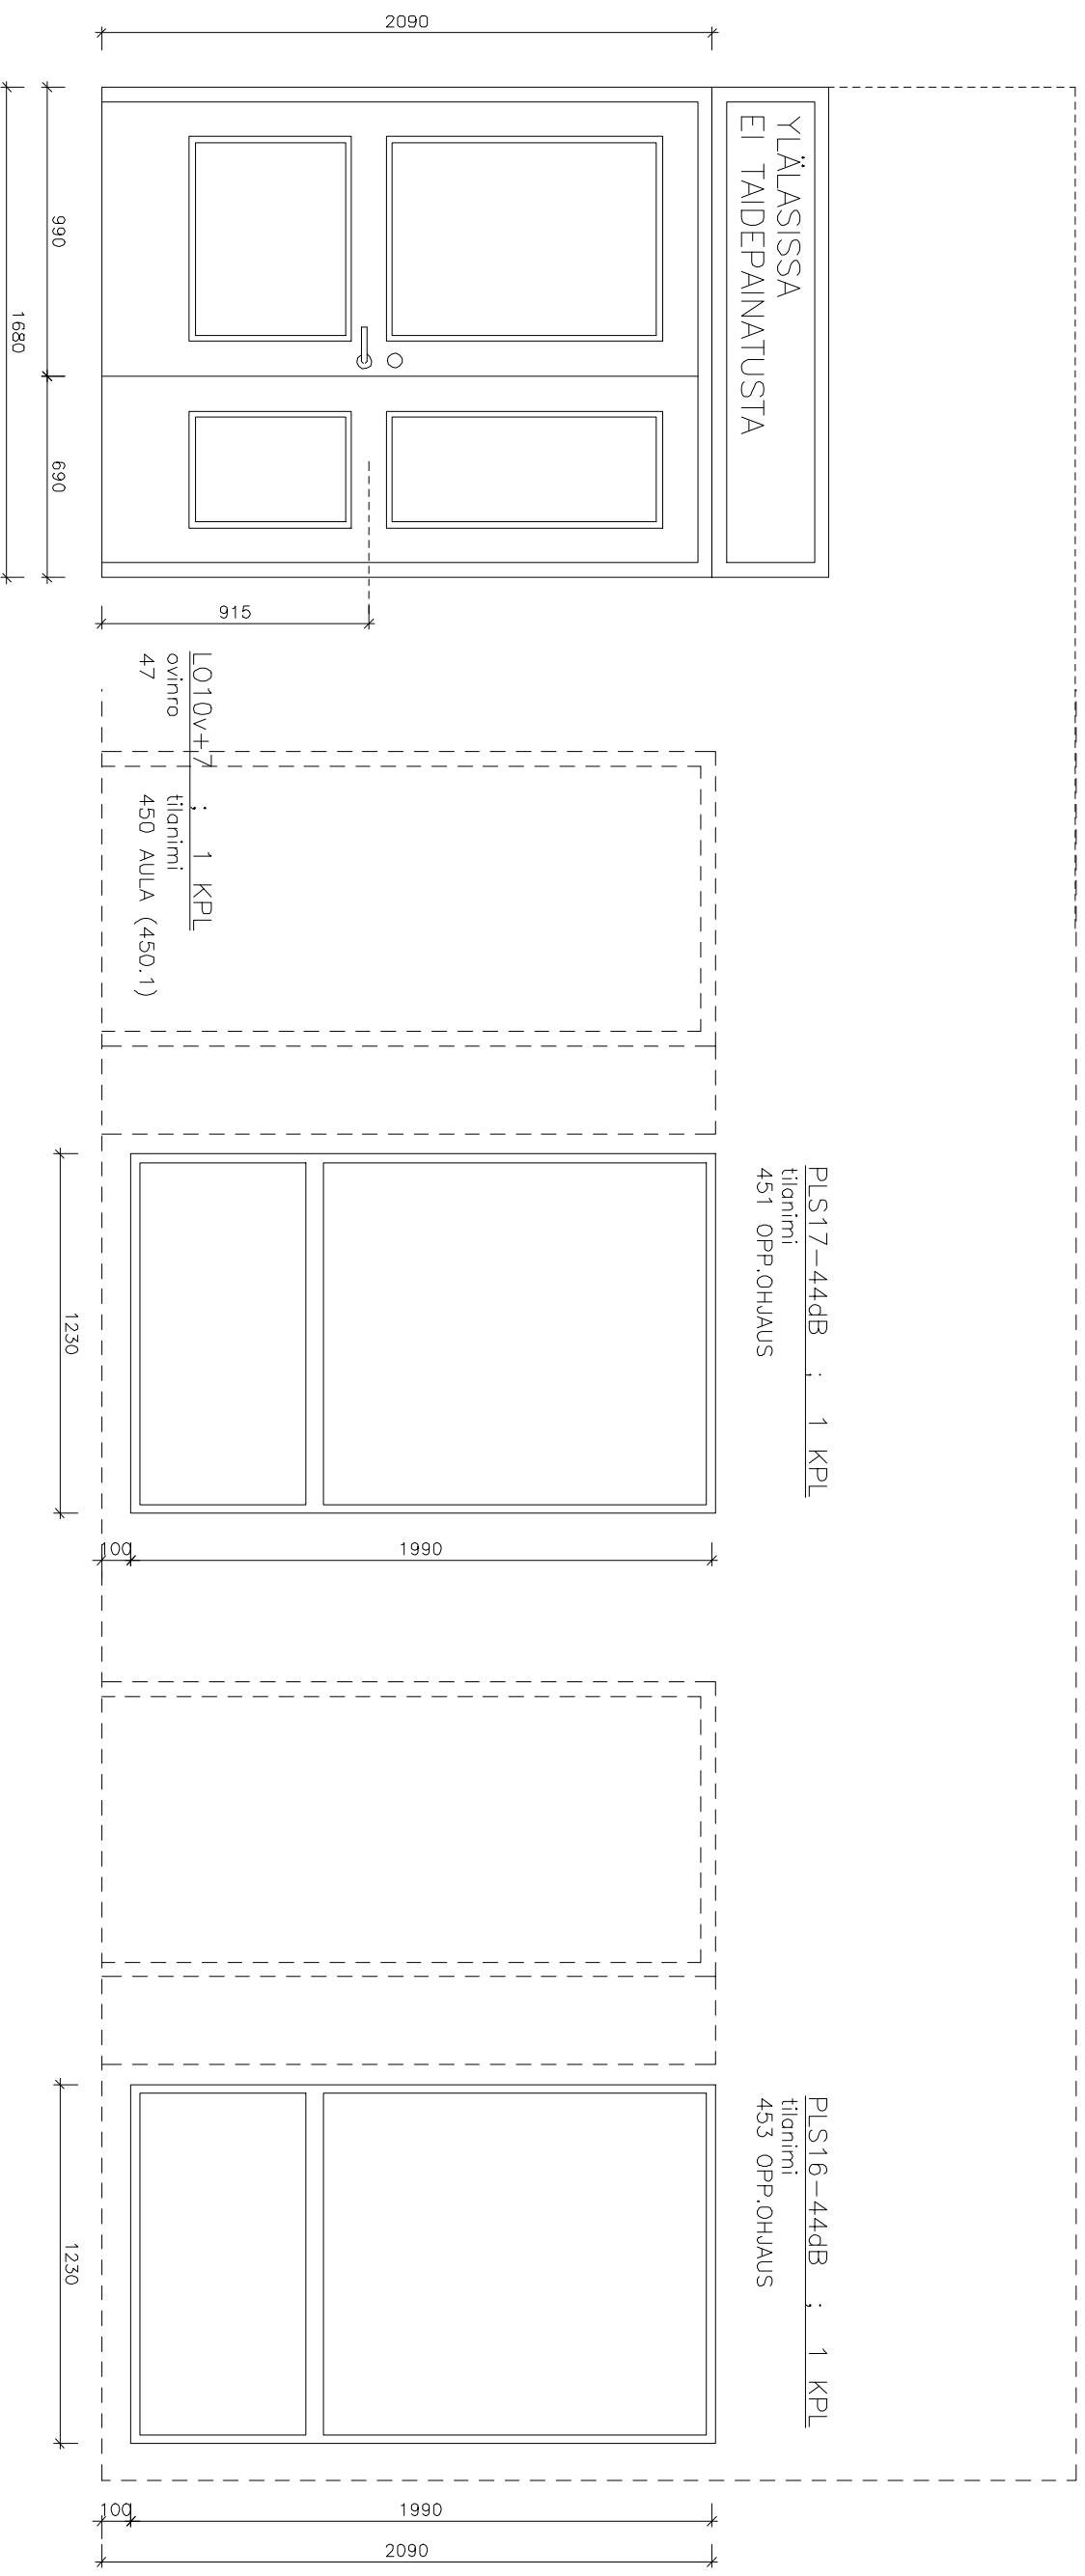 2090
YLÄLASISSA
EI TAIDEPAINATUSTA
990
690
1680
915
LO10v+7 ; 1 KPL
ovinro tilanimi
47 450 AULA (450.1)
PLS17-44dB ; 1 KPL
tilanimi
451 OPP.OHJAUS
1230
100
1990
PLS16-44dB ; 1 KPL
tilanimi
453 OPP.OHJAUS
1230
100
1990
2090